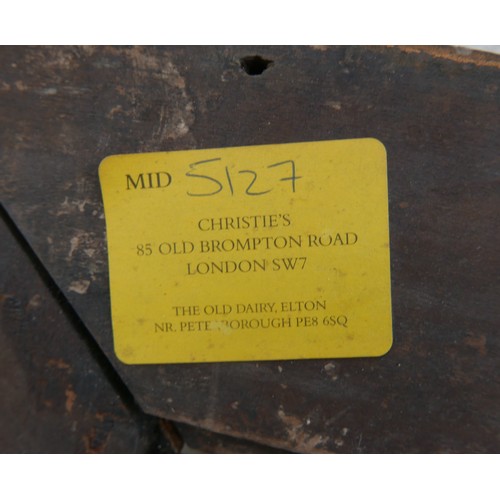 MID 5127
CHRISTIE'S
85 OLD BROMPTON ROAD
LONDON SW7
THE OLD DAIRY, ELTON
NR. PETERBOROUGH PE8 6SQ